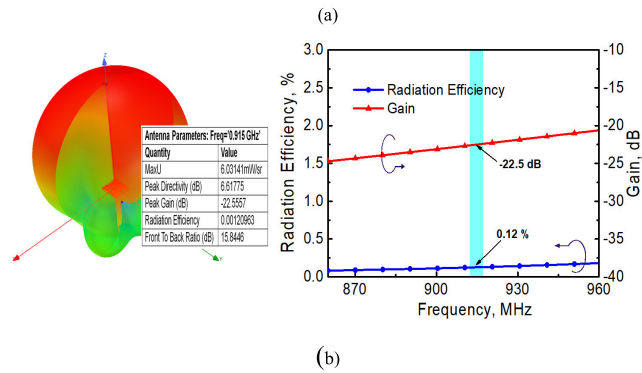 (a)
z
Antenna Parameters: Freq='0.915 GHz'
Quantity Value
MaxU 6.03141mW/sr
Peak Directivity (dB) 6.61775
Peak Gain (dB) -22.5557
Radiation Efficiency 0.00120963
Front To Back Ratio (dB) 15.8446
Radiation Efficiency, %
3.0
2.5
2.0
1.5
1.0
0.5
0.0
Radiation Efficiency
Gain
-22.5 dB
0.12 %
-10
-15
-20
-25
-30
-35
-40
Gain, dB
870 900 930 960
Frequency, MHz
(b)